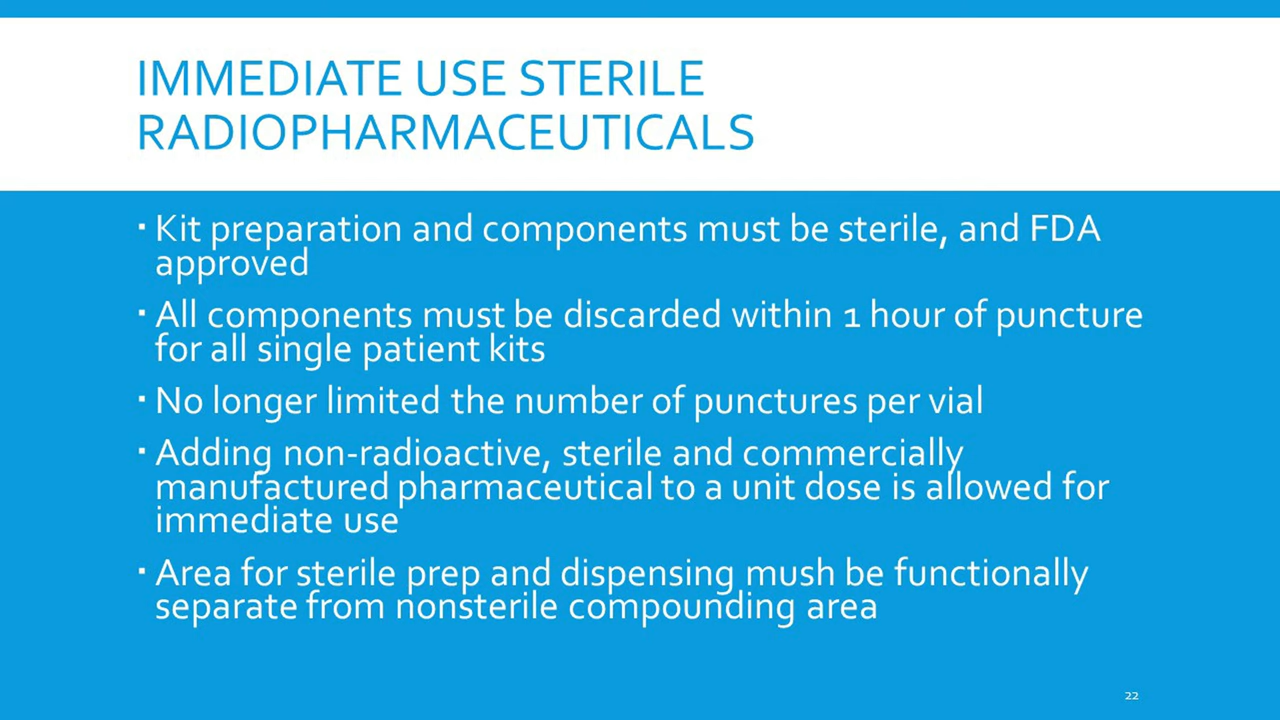 IMMEDIATE USE STERILE
RADIOPHARMACEUTICALS
▪ Kit preparation and components must be sterile, and FDA
approved
▪ All components must be discarded within 1 hour of puncture
for all single patient kits
▪ No longer limited the number of punctures per vial
▪ Adding non-radioactive, sterile and commercially
manufactured pharmaceutical to a unit dose is allowed for
immediate use
▪ Area for sterile prep and dispensing mush be functionally
separate from nonsterile compounding area
22